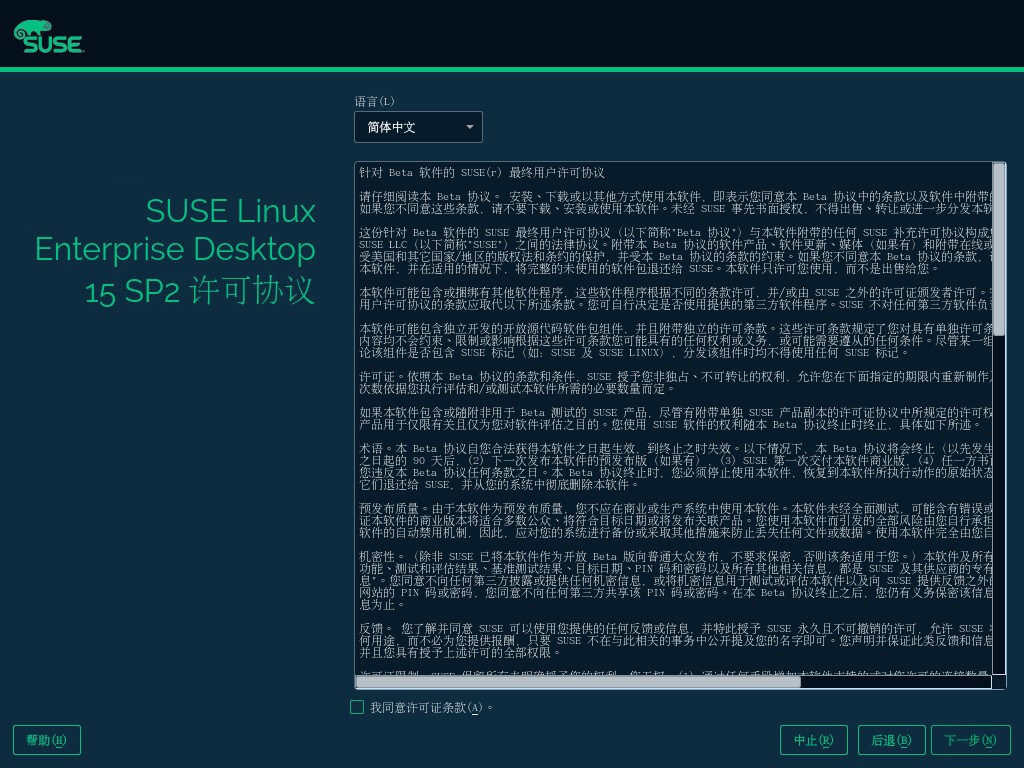 SUSE
语言(L)
简体中文
SUSE Linux
Enterprise Desktop
15 SP2 许可协议
针对 Beta 软件的 SUSE(r) 最终用户许可协议
请仔细阅读本 Beta 协议。 安装、下载或以其他方式使用本软件，即表示您同意本 Beta 协议中的条款以及软件中附带的
如果您不同意这些条款，请不要下载、安装或使用本软件。未经 SUSE 事先书面授权，不得出售、转让或进一步分发本软
这份针对 Beta 软件的 SUSE 最终用户许可协议（以下简称"Beta 协议"）与本软件附带的任何 SUSE 补充许可协议构成
SUSE LLC（以下简称"SUSE"）之间的法律协议。附带本 Beta 协议的软件产品、软件更新、媒体（如果有）和附带在线或
受美国和其它国家/地区的版权法和条约的保护，并受本 Beta 协议的条款的约束。如果您不同意本 Beta 协议的条款，
本软件，并在适用的情况下，将完整的未使用的软件包退还给 SUSE。本软件只许可您使用，而不是出售给您。
本软件可能包含或捆绑有其他软件程序，这些软件程序根据不同的条款许可，并/或由 SUSE 之外的许可证颁发者许可。
用户许可协议的条款应取代以下所述条款。您可自行决定是否使用提供的第三方软件程序。SUSE 不对任何第三方软件负
本软件可能包含独立开发的开放源代码软件包组件，并且附带独立的许可条款。这些许可条款规定了您对具有单独许可条
内容均不会约束、限制或影响根据这些许可条款您可能具有的任何权利或义务，或可能需要遵从的任何条件。尽管某一组
论该组件是否包含 SUSE 标记（如：SUSE 及 SUSE LINUX），分发该组件时均不得使用任何 SUSE 标记。
许可证。依照本 Beta 协议的条款和条件，SUSE 授予您非独占、不可转让的权利，允许您在下面指定的期限内重新制作
次数依据您执行评估和/或测试本软件所需的必要数量而定。
如果本软件包含或随附非用于 Beta 测试的 SUSE 产品，尽管有附带单独 SUSE 产品副本的许可证协议中所规定的许可权
产品用于仅限有关且仅为您对软件评估之目的。您使用 SUSE 软件的权利随本 Beta 协议终止时终止，具体如下所述。
术语。本 Beta 协议自您合法获得本软件之日起生效，到终止之时失效。以下情况下，本 Beta 协议将会终止（以先发生
之日起的 90 天后，(2) 下一次发布本软件的预发布版（如果有），（3）SUSE 第一次交付本软件商业版，(4) 任一方书
您违反本 Beta 协议任何条款之日。本 Beta 协议终止时，您必须停止使用本软件，恢复到本软件所执行动作的原始状态
它们退还给 SUSE，并从您的系统中彻底删除本软件。
预发布质量。由于本软件为预发布质量，您不应在商业或生产系统中使用本软件。本软件未经全面测试，可能含有错误或
证本软件的商业版本将适合多数公众、将符合目标日期或将发布关联产品。您使用本软件而引发的全部风险由您自行承担
软件的自动禁用机制，因此，应对您的系统进行备份或采取其他措施来防止丢失任何文件或数据。使用本软件完全由您自
机密性。（除非 SUSE 已将本软件作为开放 Beta 版向普通大众发布，不要求保密，否则该条适用于您。）本软件及所有
功能、测试和评估结果、基准测试结果、目标日期、PIN 码和密码以及所有其他相关信息，都是 SUSE 及其供应商的专有
息"。您同意不向任何第三方披露或提供任何机密信息，或将机密信息用于测试或评估本软件以及向 SUSE 提供反馈之外的
网站的 PIN 码或密码，您同意不向任何第三方共享该 PIN 码或密码。在本 Beta 协议终止之后，您仍有义务保密该信息
息为止。
反馈。 您了解并同意 SUSE 可以使用您提供的任何反馈或信息，并特此授予 SUSE 永久且不可撤销的许可，允许 SUSE
何用途，而不必为您提供报酬，只要 SUSE 不在与此相关的事务中公开提及您的名字即可。您声明并保证此类反馈和信息
并且您具有授予上述许可的全部权限。
我同意许可证条款(A)。
帮助(H)
中止(R)
后退(B)
下一步(N)